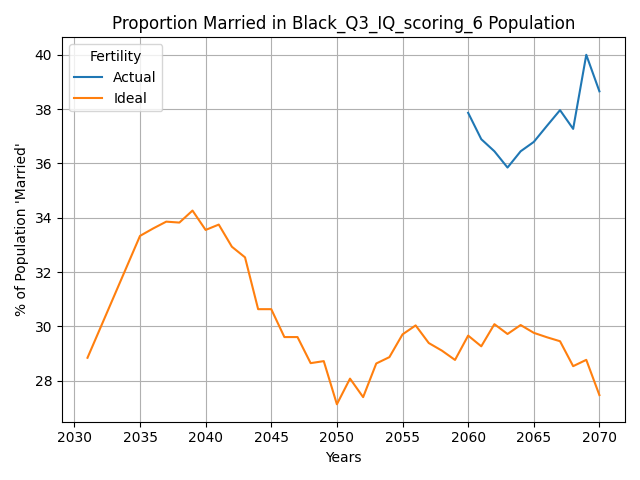 Proportion Married in Black_Q3_IQ_scoring_6 Population
Fertility
Actual
Ideal
% of Population 'Married'
40
38
36
34
32
30
28
2030 2035 2040 2045 2050 2055 2060 2065 2070
Years